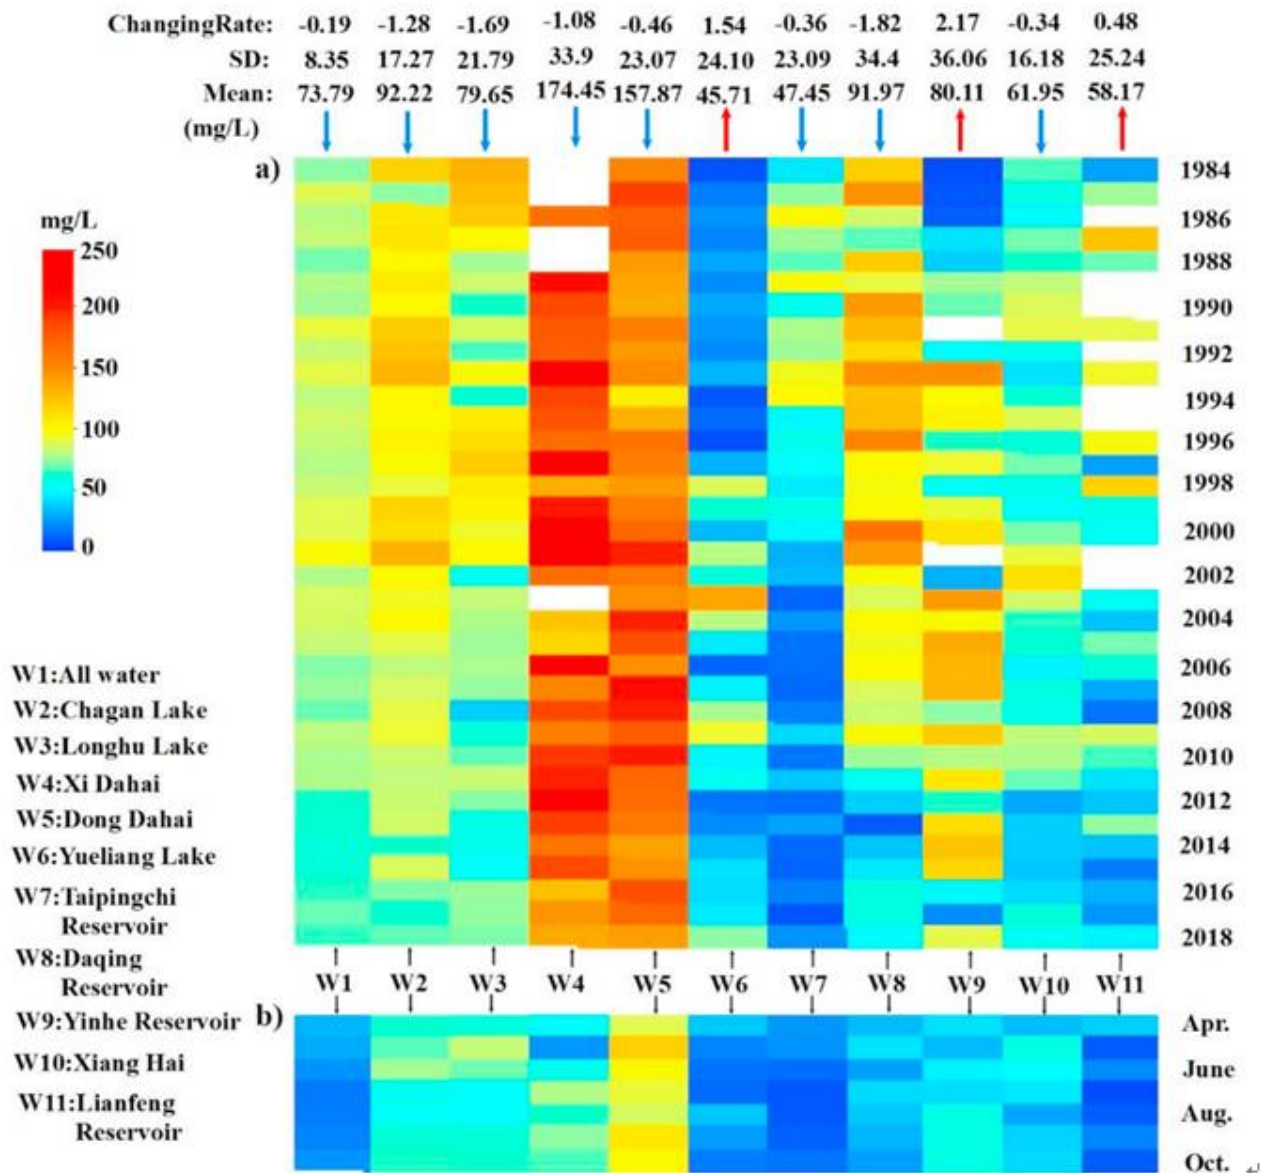 ChangingRate: -0.19 -1.28 -1.69 -1.08 -0.46 1.54 -0.36 -1.82 2.17 -0.34 0.48
SD: 8.35 17.27 21.79 33.9 23.07 24.10 23.09 34.4 36.06 16.18 25.24
Mean: 73.79 92.22 79.65 174.45 157.87 45.71 47.45 91.97 80.11 61.95 58.17
(mg/L)
a)
1984
1986
1988
1990
1992
1994
1996
1998
2000
2002
2004
2006
2008
2010
2012
2014
2016
2018
mg/L
250
200
150
100
50
0
W1:All water
W2:Chagan Lake
W3:Longhu Lake
W4:Xi Dahai
W5:Dong Dahai
W6:Yueliang Lake
W7:Taipingchi
Reservoir
W8:Daqing
Reservoir
W9:Yinhe Reservoir
W10:Xiang Hai
W11:Lianfeng
Reservoir
W1 W2 W3 W4 W5 W6 W7 W8 W9 W10 W11
b)
Apr.
June
Aug.
Oct.